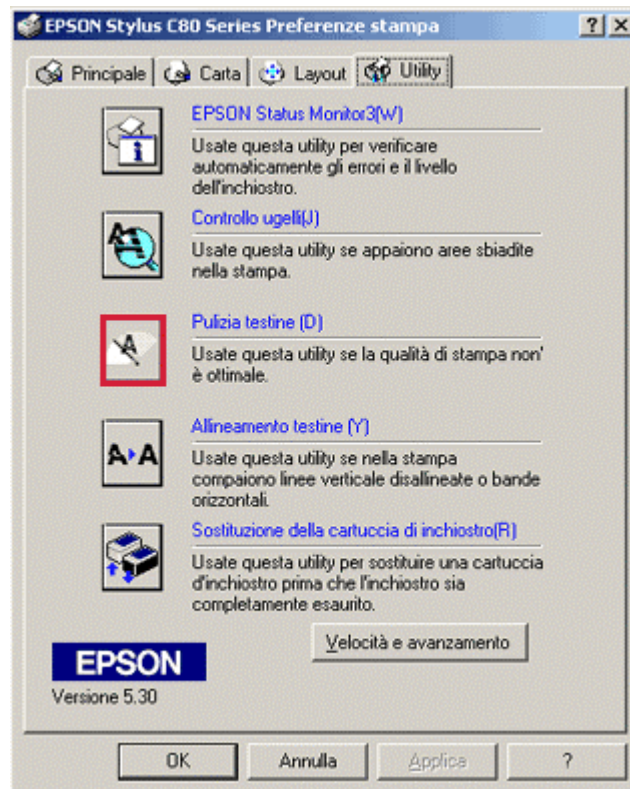 EPSON Stylus C80 Series Preferenze stampa
Principale Carta Layout Utility
EPSON Status Monitor3(W)
Usate questa utility per verificare
automaticamente gli errori e il livello
dell'inchiostro.
Controllo ugelli(J)
Usate questa utility se appaiono aree sbiadite
nella stampa.
Pulizia testine (D)
Usate questa utility se la qualità di stampa non'
è ottimale.
Allineamento testine (Y)
Usate questa utility se nella stampa
compaiono linee verticale disallineate o bande
orizzontali.
Sostituzione della cartuccia di inchiostro(R)
Usate questa utility per sostituire una cartuccia
d'inchiostro prima che l'inchiostro sia
completamente esaurito.
Velocità e avanzamento
EPSON
Versione 5.30
OK Annulla Applica ?